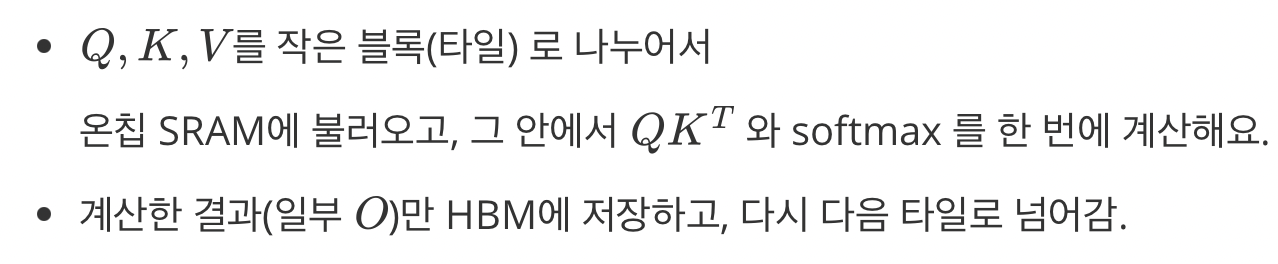 • Q, K, V를 작은 블록(타일) 로 나누어서
온칩 SRAM에 불러오고, 그 안에서 QK^T 와 softmax 를 한 번에 계산해요.
• 계산한 결과(일부 O)만 HBM에 저장하고, 다시 다음 타일로 넘어감.